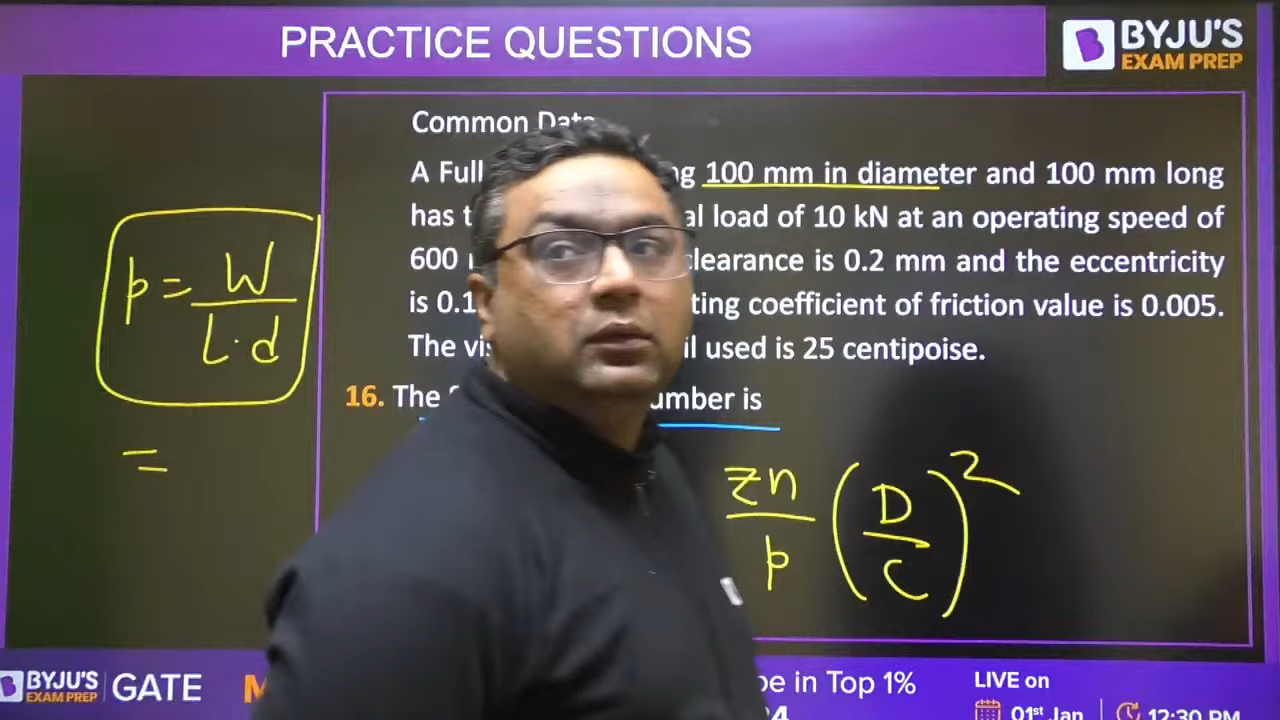 PRACTICE QUESTIONS
BYJU'S
EXAM PREP
Common Data
A Full ng 100 mm in diameter and 100 mm long
has t al load of 10 kN at an operating speed of
600 clearance is 0.2 mm and the eccentricity
is 0.1 ting coefficient of friction value is 0.005.
The vis il used is 25 centipoise.
16. The umber is
p = W / L·d
=
zn / p (D / C)²
BYJU'S
EXAM PREP
GATE
M
be in Top 1%
LIVE on
01st Jan
12:30 PM